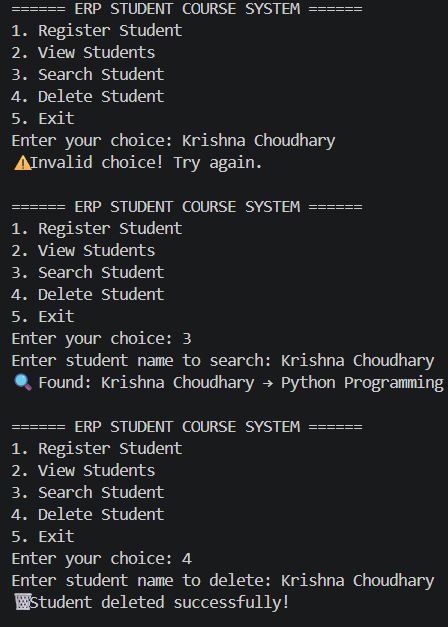 ====== ERP STUDENT COURSE SYSTEM ======
1. Register Student
2. View Students
3. Search Student
4. Delete Student
5. Exit
Enter your choice: Krishna Choudhary
⚠️Invalid choice! Try again.
====== ERP STUDENT COURSE SYSTEM ======
1. Register Student
2. View Students
3. Search Student
4. Delete Student
5. Exit
Enter your choice: 3
Enter student name to search: Krishna Choudhary
🔍 Found: Krishna Choudhary → Python Programming
====== ERP STUDENT COURSE SYSTEM ======
1. Register Student
2. View Students
3. Search Student
4. Delete Student
5. Exit
Enter your choice: 4
Enter student name to delete: Krishna Choudhary
🗑️Student deleted successfully!